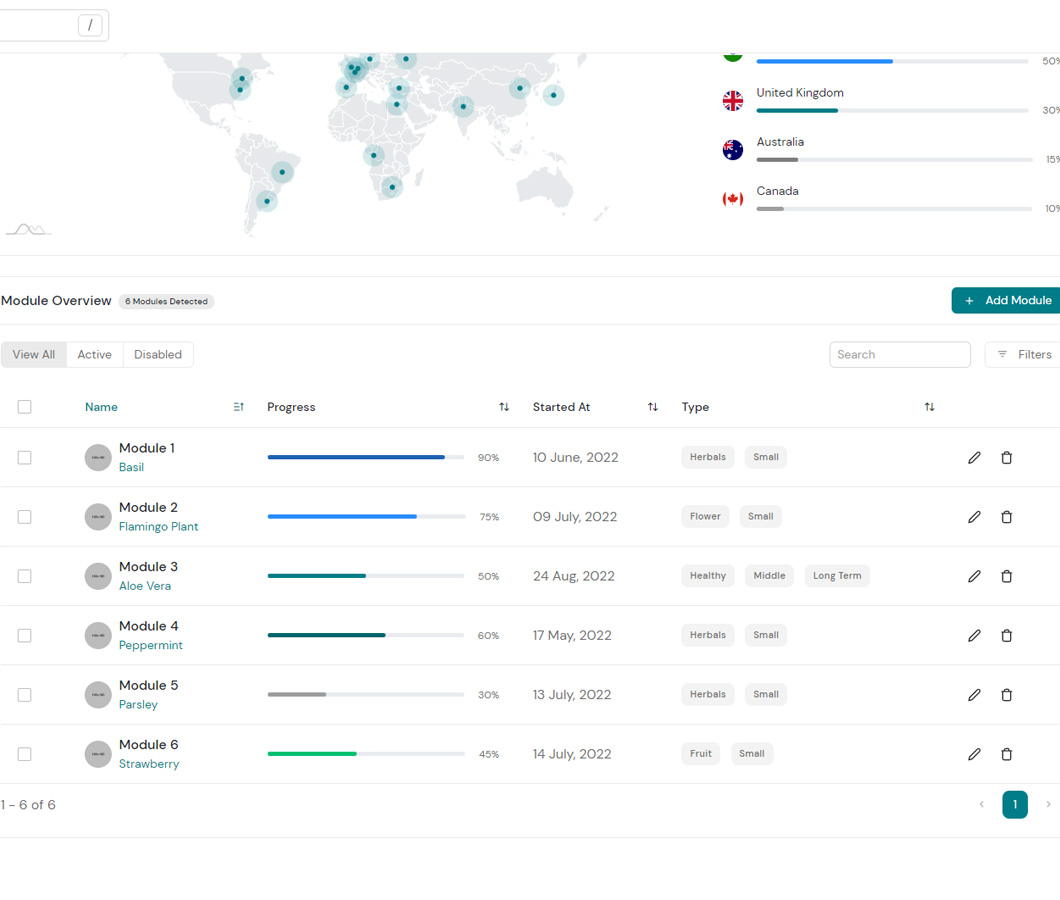 /
50%
United Kingdom
30%
Australia
15%
Canada
10%
Module Overview 6 Modules Detected
+ Add Module
View All Active Disabled
Search Filters
Name Progress Started At Type
Module 1
Basil
90% 10 June, 2022 Herbals Small
Module 2
Flamingo Plant
75% 09 July, 2022 Flower Small
Module 3
Aloe Vera
50% 24 Aug, 2022 Healthy Middle Long Term
Module 4
Peppermint
60% 17 May, 2022 Herbals Small
Module 5
Parsley
30% 13 July, 2022 Herbals Small
Module 6
Strawberry
45% 14 July, 2022 Fruit Small
1 - 6 of 6
1